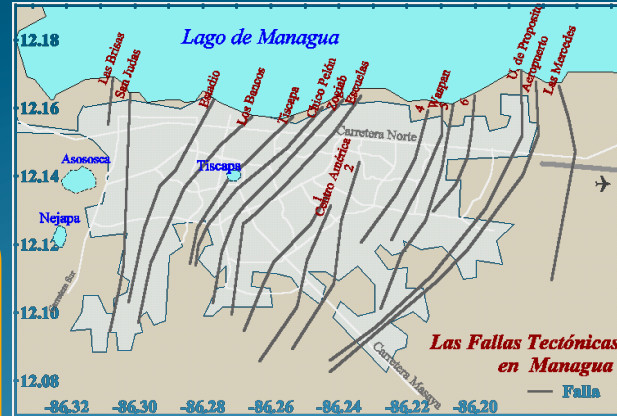 12.18
Lago de Managua
Las Brisas
San Judas
Estadio
Los Bancos
Tiscapa
Chico Pelón
Zogaib
Escuelas
4
Waspan
5
6
U. de Proposito
Aeropuerto
Las Mercedes
12.16
Carretera Norte
Asososca
Tiscapa
12.14
Centro América
1
2
Nejapa
12.12
Carretera Sur
12.10
Las Fallas Tectónicas
en Managua
Carretera Masaya
Falla
12.08
-86,32
-86,30
-86,28
-86,26
-86,24
-86,22
-86,20